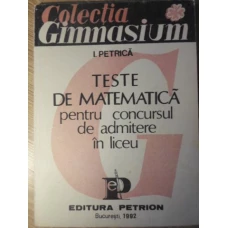 Colecția
Gimnasium
I. PETRICĂ
TESTE
DE MATEMATICĂ
pentru concursul
de admitere
în liceu
EDITURA PETRION
București, 1992